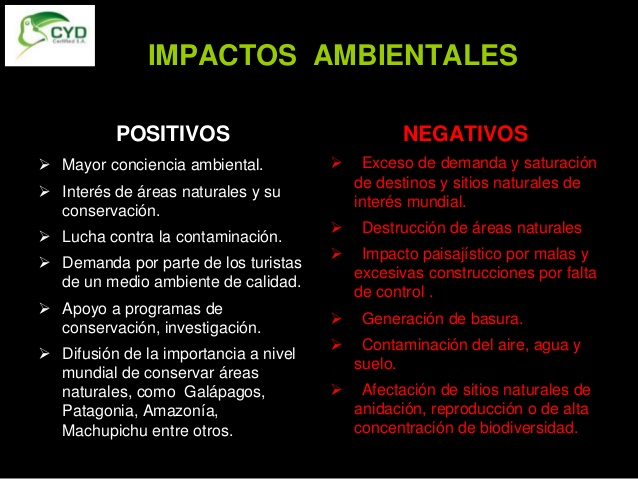 CYD
Certified S.A.
IMPACTOS AMBIENTALES
POSITIVOS
Mayor conciencia ambiental.
Interés de áreas naturales y su
conservación.
Lucha contra la contaminación.
Demanda por parte de los turistas
de un medio ambiente de calidad.
Apoyo a programas de
conservación, investigación.
Difusión de la importancia a nivel
mundial de conservar áreas
naturales, como Galápagos,
Patagonia, Amazonía,
Machupichu entre otros.
NEGATIVOS
Exceso de demanda y saturación
de destinos y sitios naturales de
interés mundial.
Destrucción de áreas naturales
Impacto paisajístico por malas y
excesivas construcciones por falta
de control .
Generación de basura.
Contaminación del aire, agua y
suelo.
Afectación de sitios naturales de
anidación, reproducción o de alta
concentración de biodiversidad.